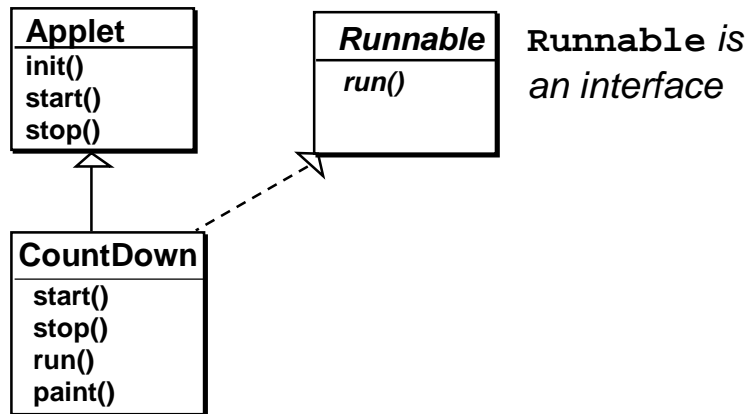 Applet
init()
start()
stop()
Runnable
run()
Runnable is
an interface
CountDown
start()
stop()
run()
paint()